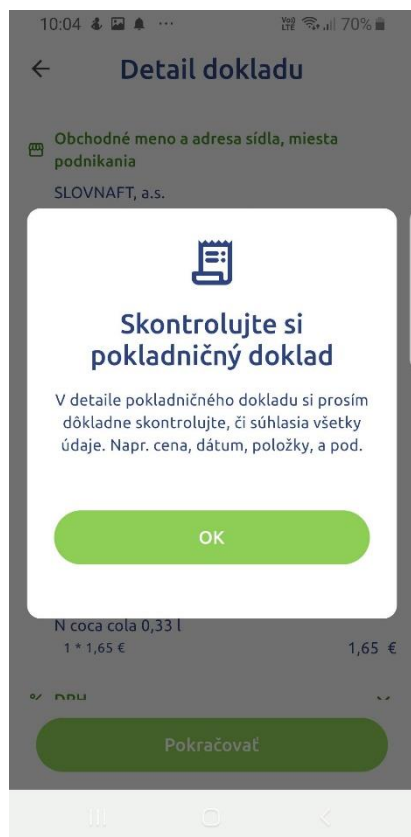 10:04 ... Vo) LTE 70%
Detail dokladu
Obchodné meno a adresa sídla, miesta
podnikania
SLOVNAFT, a.s.
Skontrolujte si
pokladničný doklad
V detaile pokladničného dokladu si prosím
dôkladne skontrolujte, či súhlasia všetky
údaje. Napr. cena, dátum, položky, a pod.
OK
N coca cola 0,33 l
1 * 1,65 € 1,65 €
% DPH
Pokračovať